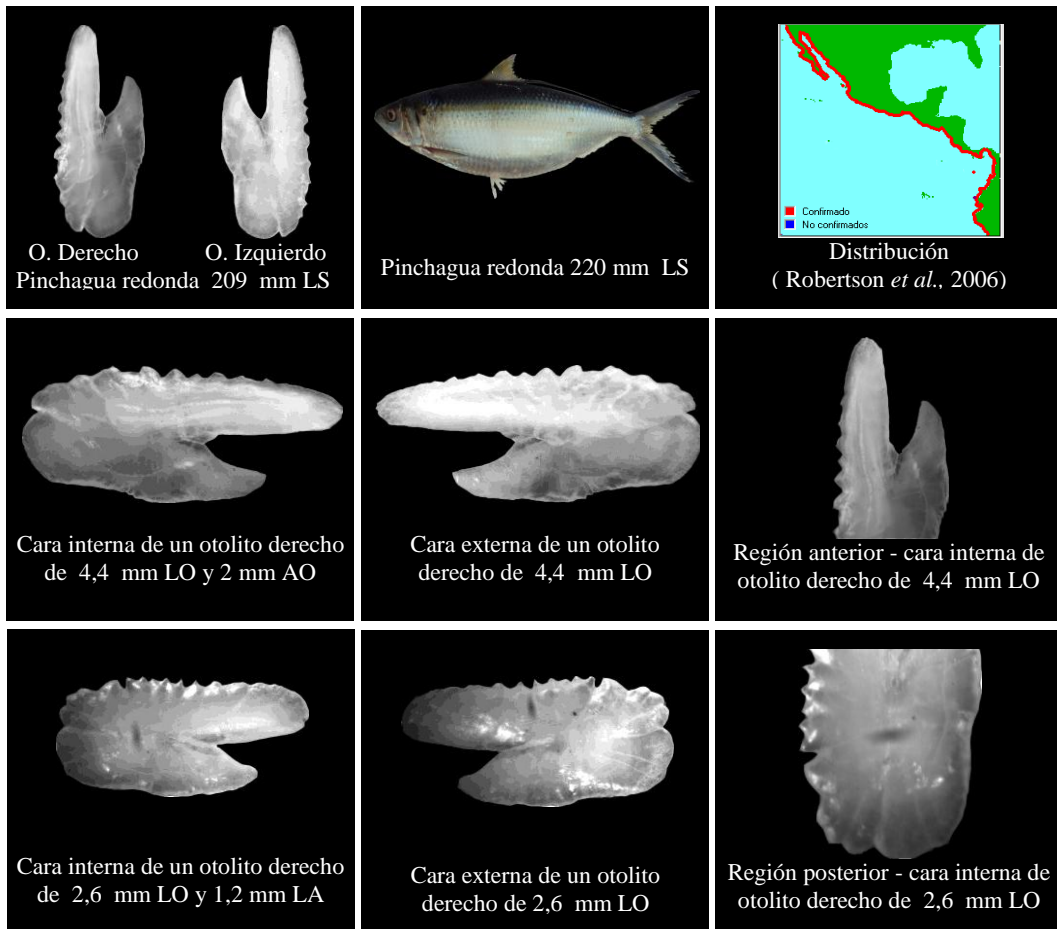 O. Derecho O. Izquierdo
Pinchagua redonda 209 mm LS
Pinchagua redonda 220 mm LS
Confirmado
No confirmados
Distribución
( Robertson et al., 2006)
Cara interna de un otolito derecho
de 4,4 mm LO y 2 mm AO
Cara externa de un otolito
derecho de 4,4 mm LO
Región anterior - cara interna de
otolito derecho de 4,4 mm LO
Cara interna de un otolito derecho
de 2,6 mm LO y 1,2 mm LA
Cara externa de un otolito
derecho de 2,6 mm LO
Región posterior - cara interna de
otolito derecho de 2,6 mm LO